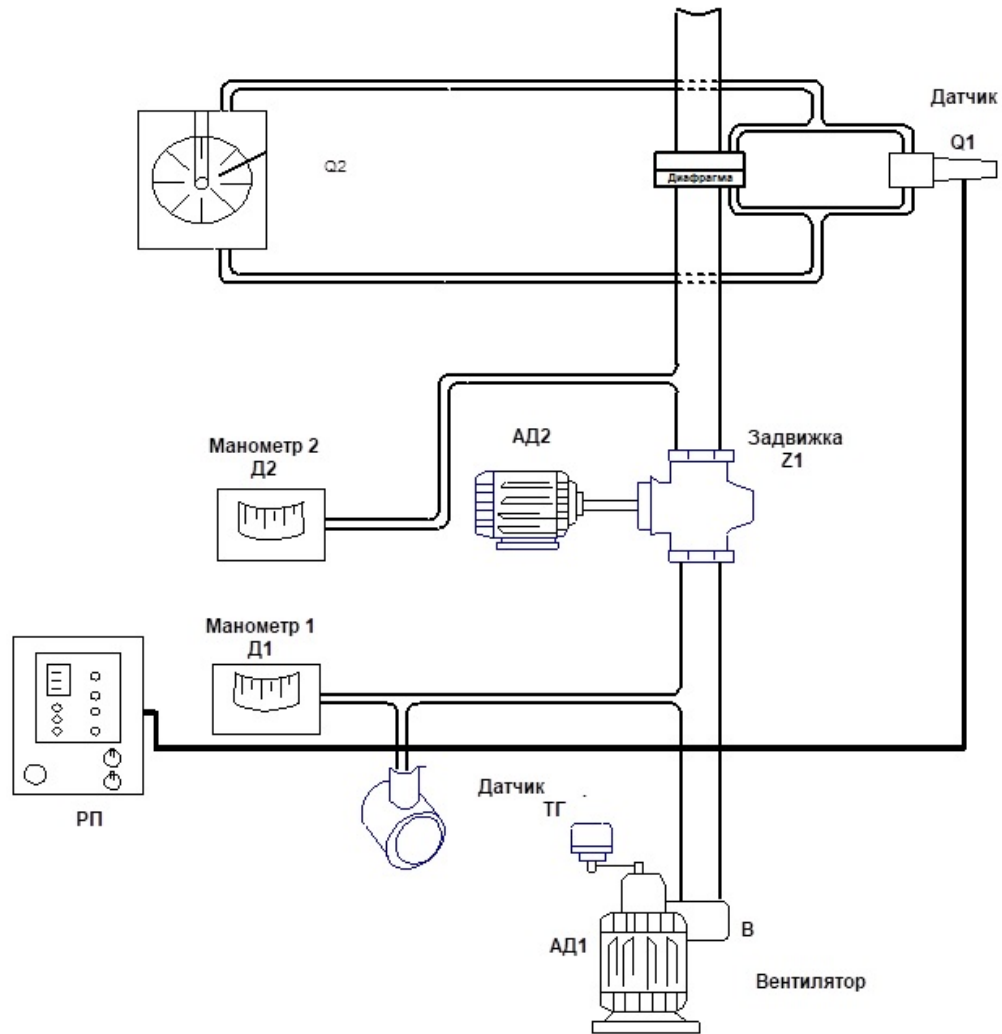 Датчик
Q1
Q2
Диафрагма
Манометр 2
Д2
АД2
Задвижка
Z1
Манометр 1
Д1
РП
Датчик
ТГ
АД1
В
Вентилятор